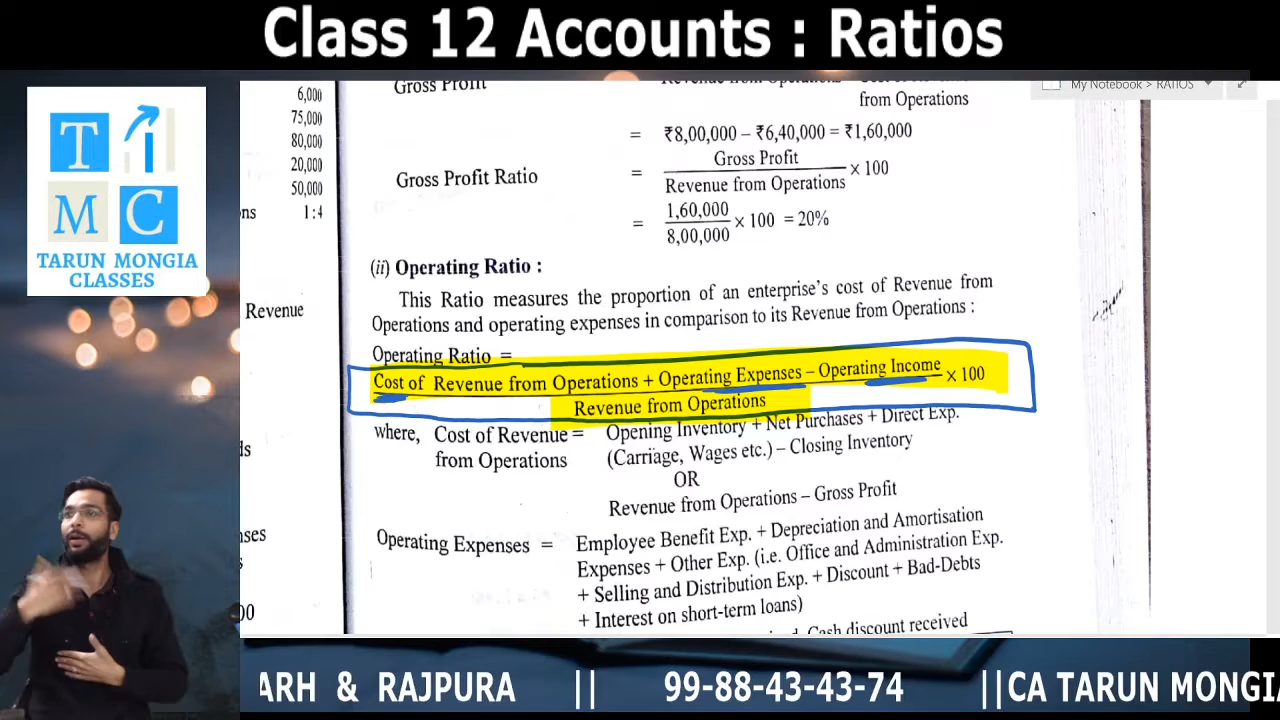 Class 12 Accounts : Ratios
My Notebook > RATIOS
T
M C
TARUN MONGIA
CLASSES
6,000
75,000
80,000
20,000
50,000
ns 1:4
Revenue
ds
nses
00
Gross Profit
from Operations
= ₹8,00,000 – ₹6,40,000 = ₹1,60,000
Gross Profit Ratio = Gross Profit
Revenue from Operations × 100
= 1,60,000
8,00,000 × 100 = 20%
(ii) Operating Ratio :
This Ratio measures the proportion of an enterprise's cost of Revenue from
Operations and operating expenses in comparison to its Revenue from Operations :
Operating Ratio =
Cost of Revenue from Operations + Operating Expenses – Operating Income
Revenue from Operations × 100
where, Cost of Revenue = Opening Inventory + Net Purchases + Direct Exp.
from Operations (Carriage, Wages etc.) – Closing Inventory
OR
Revenue from Operations – Gross Profit
Operating Expenses = Employee Benefit Exp. + Depreciation and Amortisation
Expenses + Other Exp. (i.e. Office and Administration Exp.
+ Selling and Distribution Exp. + Discount + Bad-Debts
+ Interest on short-term loans)
Cash discount received
ARH & RAJPURA || 99-88-43-43-74 ||CA TARUN MONGIA